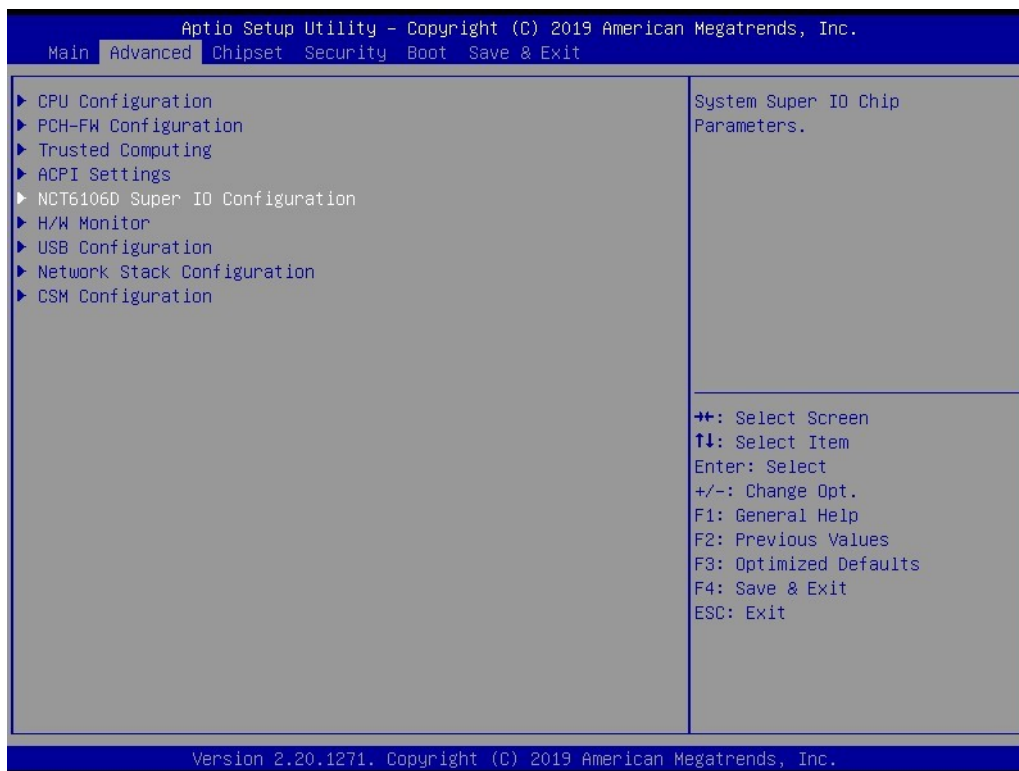 Aptio Setup Utility – Copyright (C) 2019 American Megatrends, Inc.
Main Advanced Chipset Security Boot Save & Exit
► CPU Configuration
► PCH-FW Configuration
► Trusted Computing
► ACPI Settings
► NCT6106D Super IO Configuration
► H/W Monitor
► USB Configuration
► Network Stack Configuration
► CSM Configuration
System Super IO Chip
Parameters.
→←: Select Screen
↑↓: Select Item
Enter: Select
+/-: Change Opt.
F1: General Help
F2: Previous Values
F3: Optimized Defaults
F4: Save & Exit
ESC: Exit
Version 2.20.1271. Copyright (C) 2019 American Megatrends, Inc.